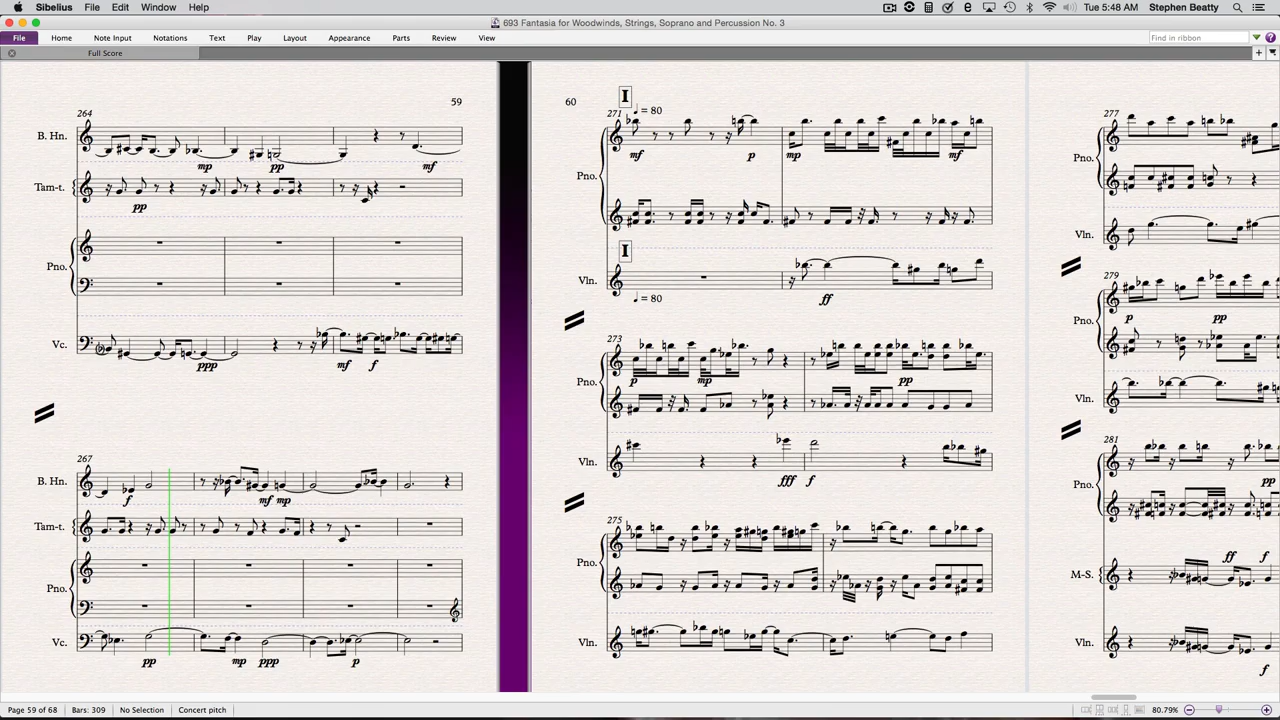 Sibelius File Edit Window Help Tue 5:48 AM Stephen Beatty
693 Fantasia for Woodwinds, Strings, Soprano and Percussion No. 3
File Home Note Input Notations Text Play Layout Appearance Parts Review View Find in ribbon
Full Score
59
264
B. Hn.
mp pp mf
Tam-t.
pp
Pno.
Vc.
ppp mf f
267
B. Hn.
f mf mp
Tam-t.
Pno.
Vc.
pp mp ppp p
60
I
= 80
271
mf p mp mf
Pno.
I
Vln.
= 80
ff
273
p mp pp
Pno.
Vln.
fff f
275
Pno.
Vln.
277
Pno.
Vln.
279
p pp
Pno.
Vln.
281
Pno.
pp
ff f
M-S.
Vln.
f
Page 59 of 68 Bars: 309 No Selection Concert pitch 80.79%